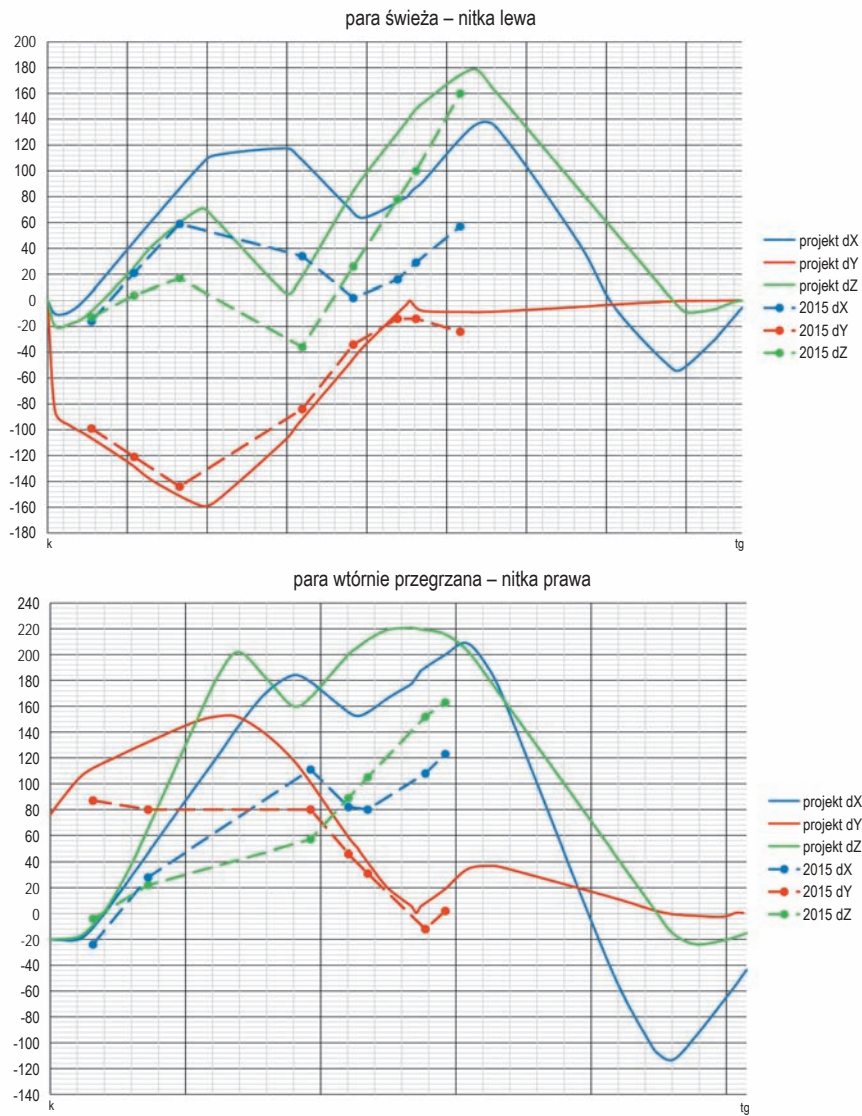 para świeża – nitka lewa
200
180
160
140
120
100
80
60
40
20
0
-20
-40
-60
-80
-100
-120
-140
-160
-180
k
tg
projekt dX
projekt dY
projekt dZ
2015 dX
2015 dY
2015 dZ
para wtórnie przegrzana – nitka prawa
240
220
200
180
160
140
120
100
80
60
40
20
0
-20
-40
-60
-80
-100
-120
-140
k
tg
projekt dX
projekt dY
projekt dZ
2015 dX
2015 dY
2015 dZ